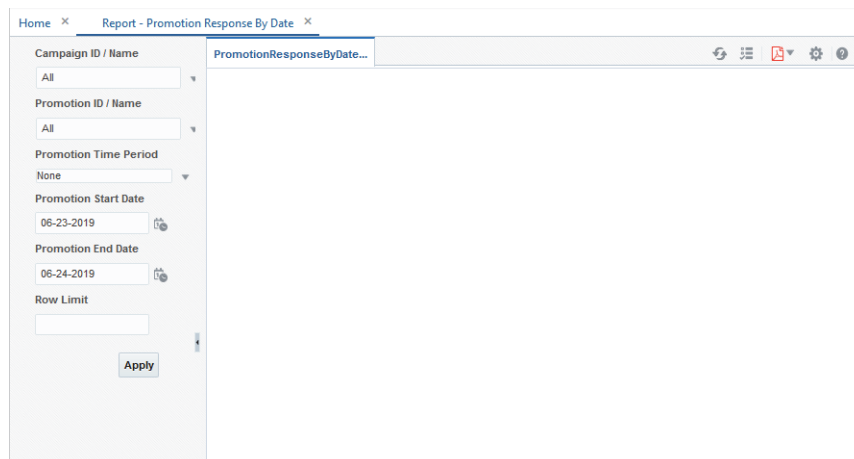 Home ×
Report - Promotion Response By Date ×
Campaign ID / Name
All
Promotion ID / Name
All
Promotion Time Period
None
Promotion Start Date
06-23-2019
Promotion End Date
06-24-2019
Row Limit
Apply
PromotionResponseByDate...